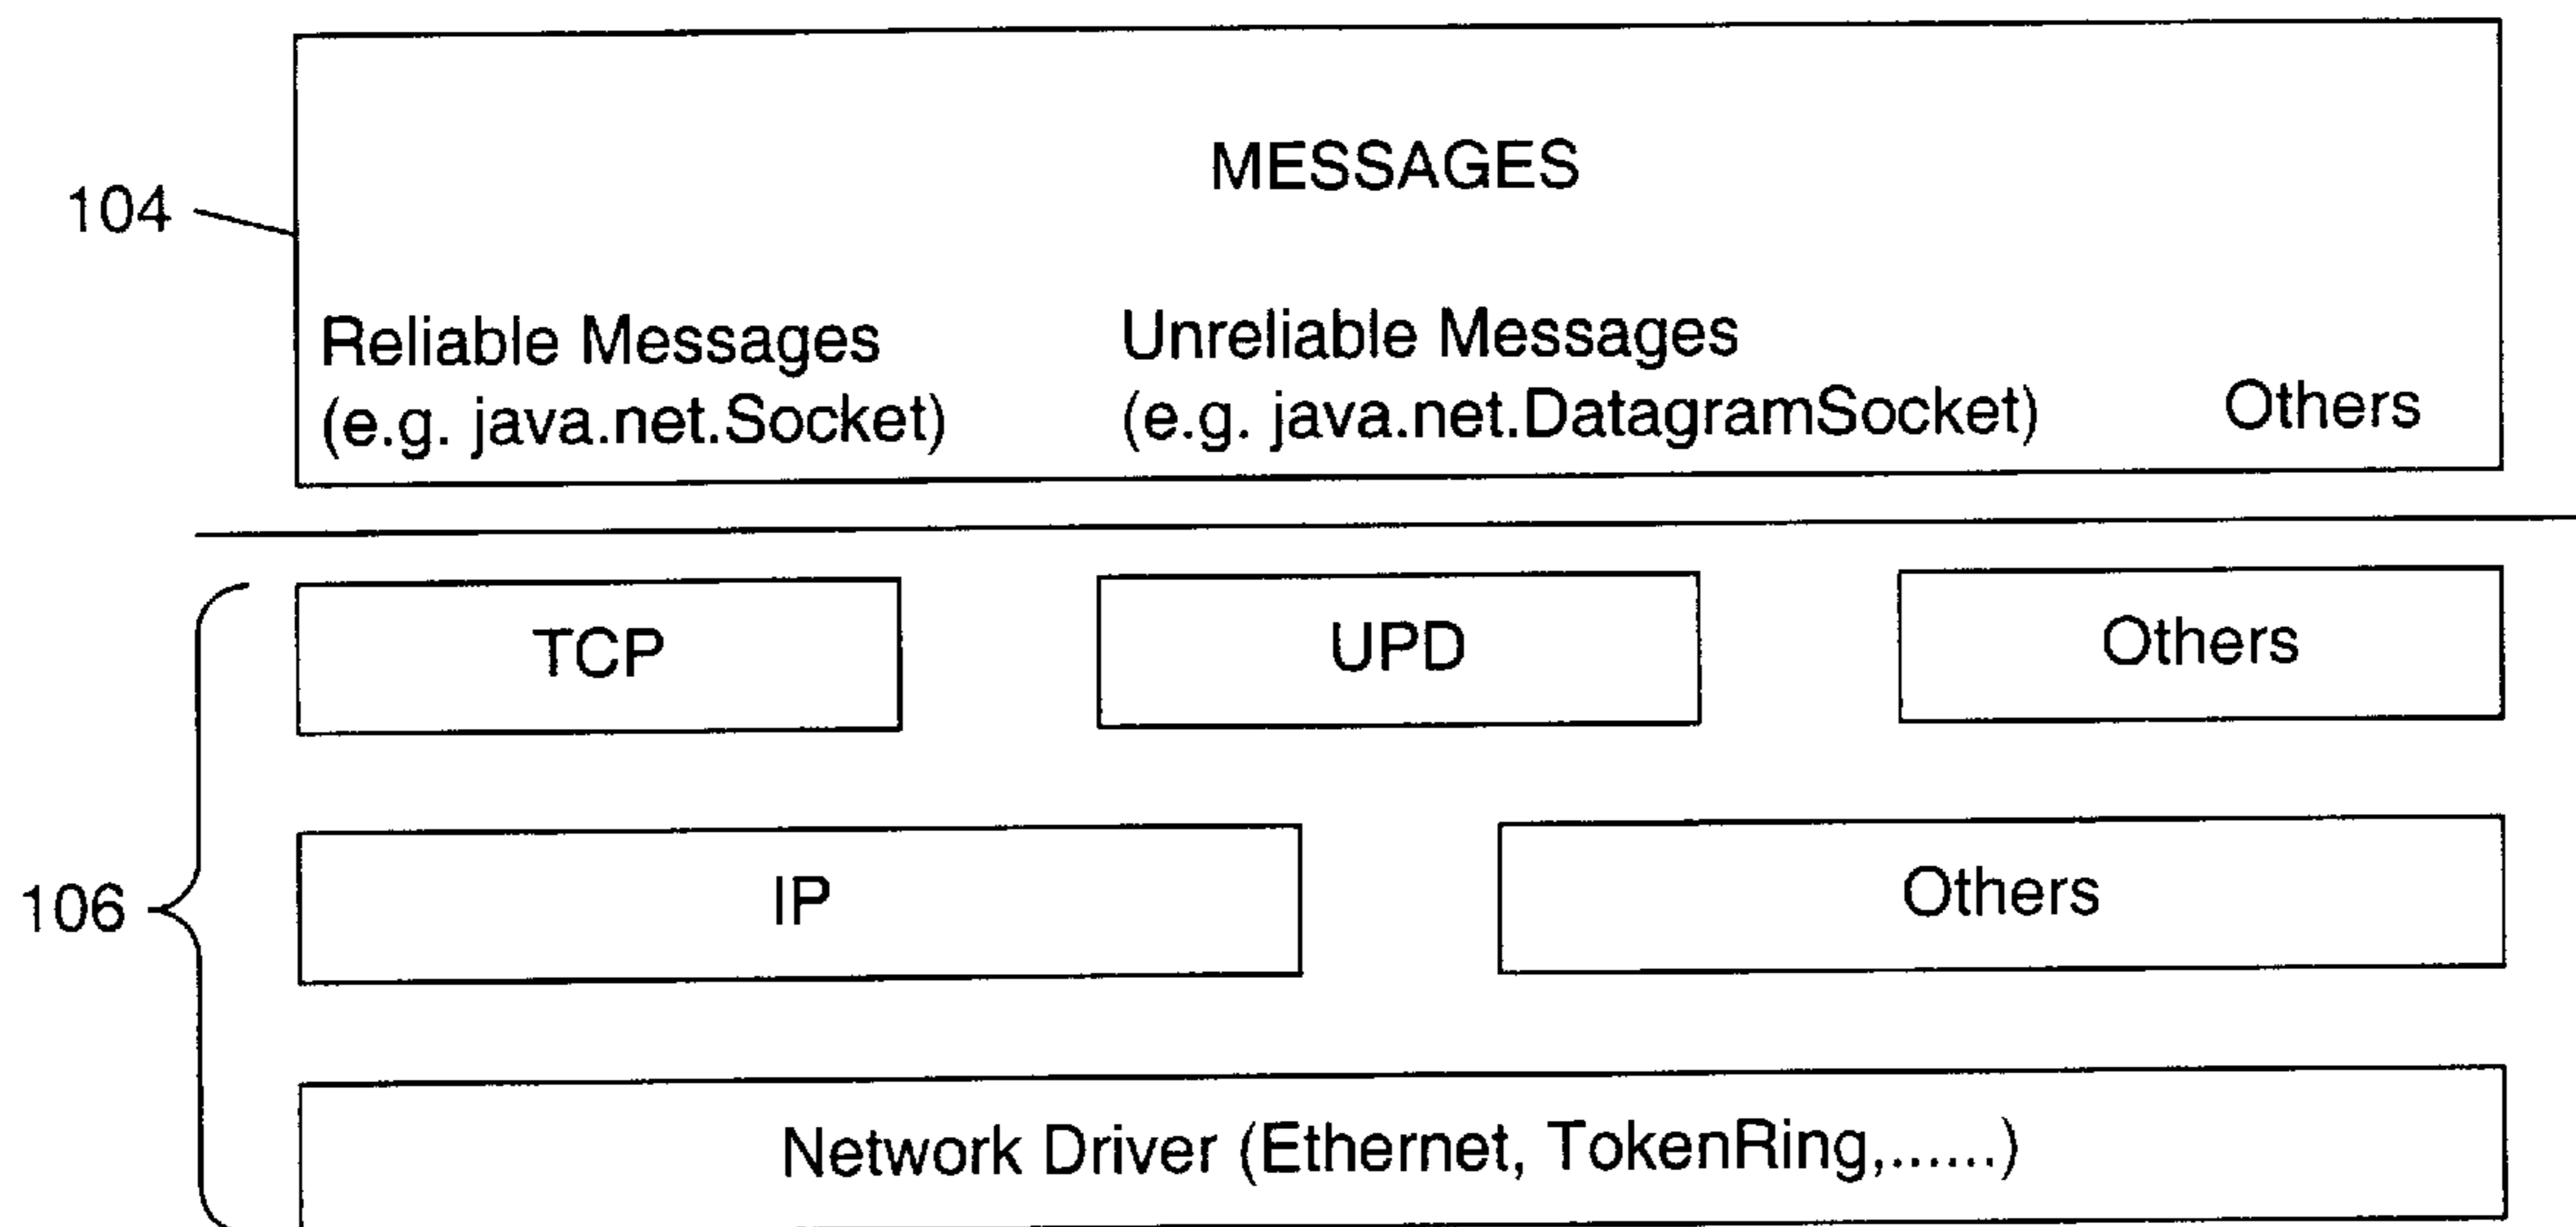 MESSAGES
104
Reliable Messages
(e.g. java.net.Socket)
Unreliable Messages
(e.g. java.net.DatagramSocket)
Others
TCP
UPD
Others
106
IP
Others
Network Driver (Ethernet, TokenRing,......)